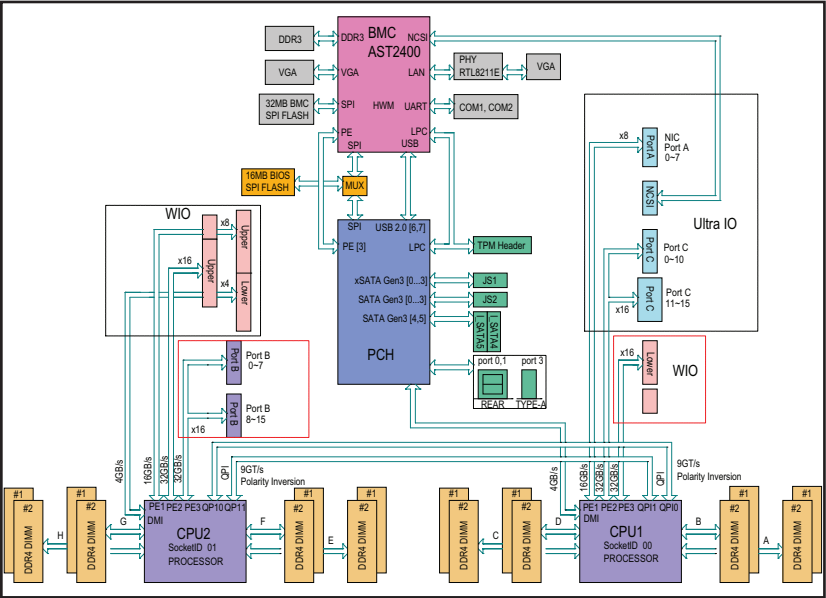 DDR3
DDR3
BMC
AST2400
NCSI
VGA
VGA
LAN
PHY
RTL8211E
VGA
32MB BMC
SPI FLASH
SPI
HWM
UART
COM1, COM2
PE
LPC
SPI
USB
16MB BIOS
SPI FLASH
MUX
SPI
USB 2.0 [6,7]
PE [3]
LPC
TPM Header
xSATA Gen3 [0...3]
JS1
SATA Gen3 [0...3]
JS2
SATA Gen3 [4,5]
I_SATA5
I_SATA4
PCH
port 0,1
port 3
REAR
TYPE-A
WIO
x8
Upper
x16
Upper
x4
Lower
Port B
Port B
0~7
Port B
Port B
8~15
x16
x8
Port A
NIC
Port A
0~7
NCSI
Ultra IO
Port C
Port C
0~10
Port C
Port C
11~15
x16
x16
Lower
WIO
4GB/s
16GB/s
32GB/s
32GB/s
QPI
9GT/s
Polarity Inversion
4GB/s
16GB/s
32GB/s
32GB/s
QPI
9GT/s
Polarity Inversion
#1
#2
DDR4 DIMM
H
#1
#2
DDR4 DIMM
G
PE1 PE2 PE3 QP10 QP11
DMI
CPU2
SocketID 01
PROCESSOR
F
E
#1
#2
DDR4 DIMM
#1
#2
DDR4 DIMM
#1
#2
DDR4 DIMM
C
#1
#2
DDR4 DIMM
D
PE1 PE2 PE3 QPI1 QPI0
DMI
CPU1
SocketID 00
PROCESSOR
B
A
#1
#2
DDR4 DIMM
#1
#2
DDR4 DIMM